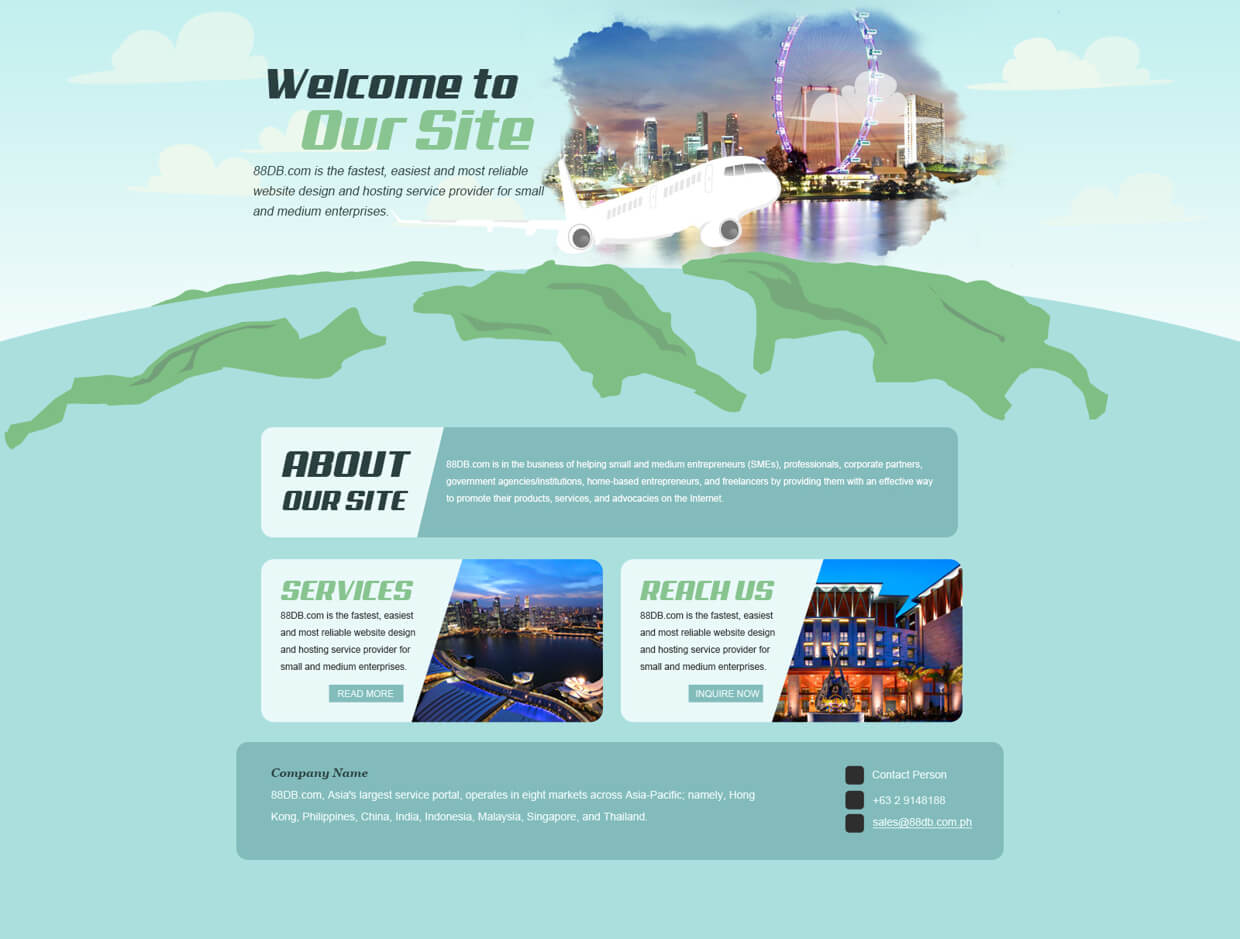 Welcome to
Our Site
88DB.com is the fastest, easiest and most reliable
website design and hosting service provider for small
and medium enterprises.
ABOUT
OUR SITE
88DB.com is in the business of helping small and medium entrepreneurs (SMEs), professionals, corporate partners,
government agencies/institutions, home-based entrepreneurs, and freelancers by providing them with an effective way
to promote their products, services, and advocacies on the Internet.
SERVICES
88DB.com is the fastest, easiest
and most reliable website design
and hosting service provider for
small and medium enterprises.
READ MORE
REACH US
88DB.com is the fastest, easiest
and most reliable website design
and hosting service provider for
small and medium enterprises.
INQUIRE NOW
Company Name
88DB.com, Asia's largest service portal, operates in eight markets across Asia-Pacific; namely, Hong
Kong, Philippines, China, India, Indonesia, Malaysia, Singapore, and Thailand.
Contact Person
+63 2 9148188
sales@88db.com.ph